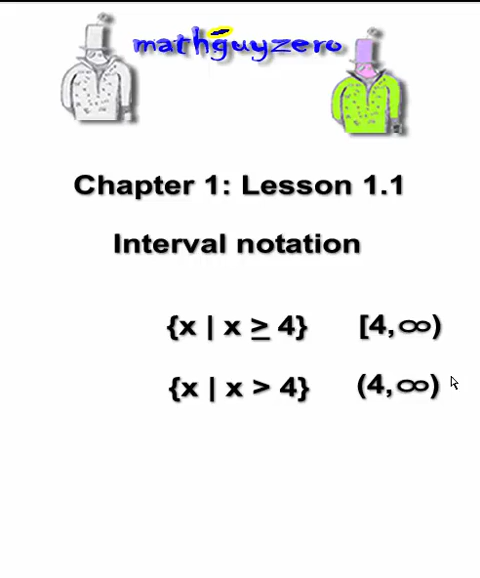 mathguyzero
Chapter 1: Lesson 1.1
Interval notation
{x | x ≥ 4} [4,∞)
{x | x > 4} (4,∞)